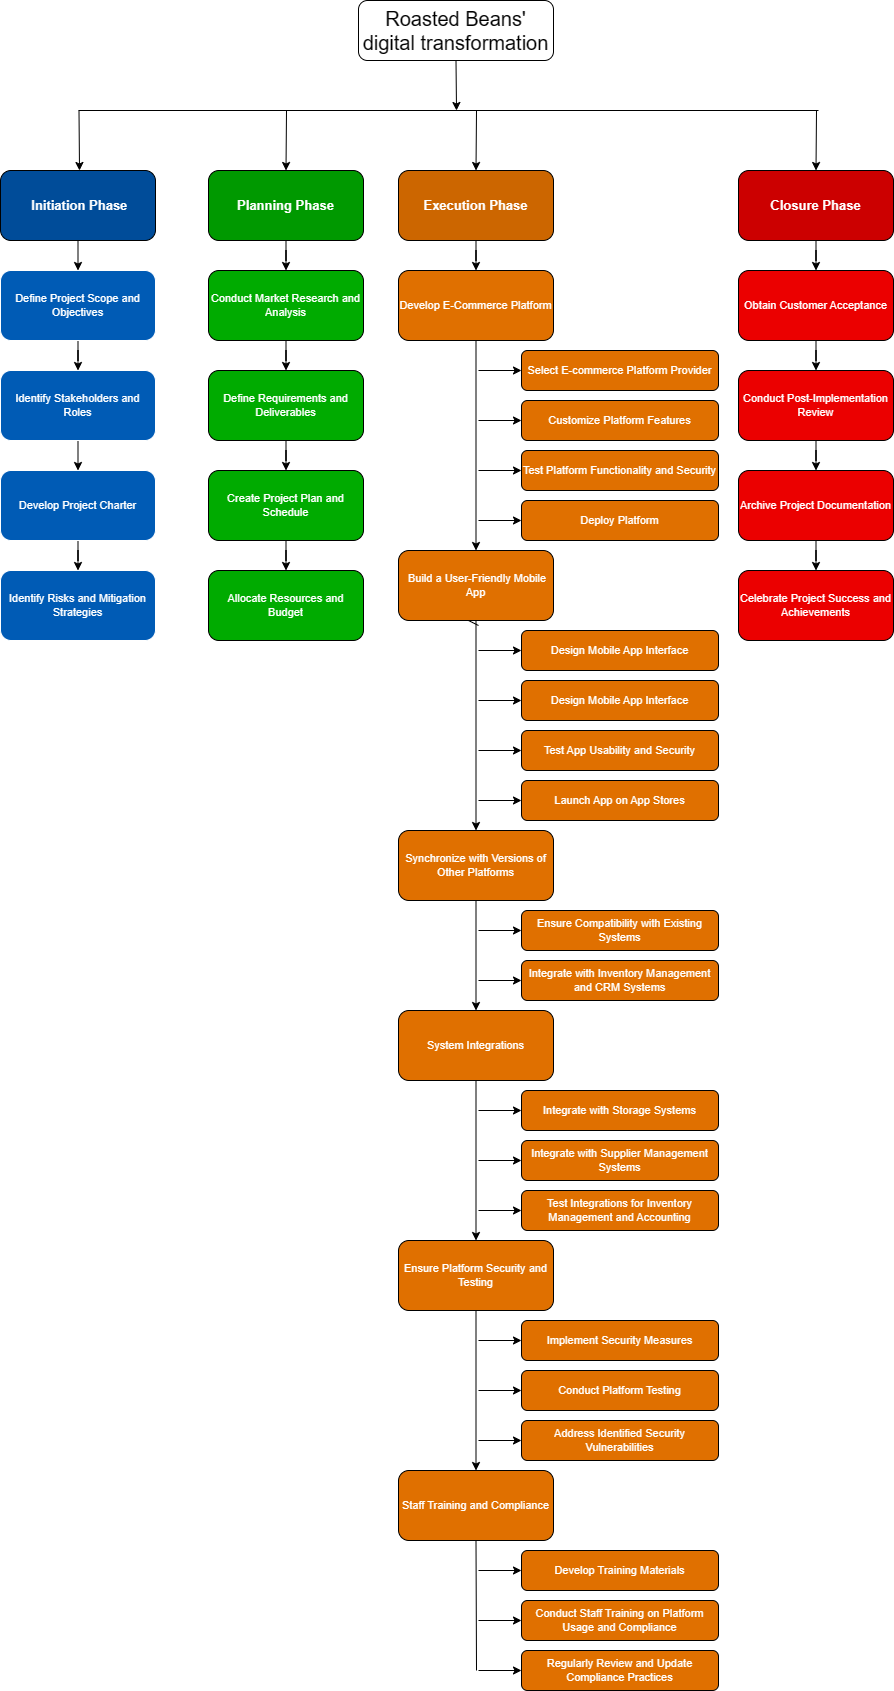 Roasted Beans'
digital transformation
Initiation Phase
Define Project Scope and
Objectives
Identify Stakeholders and
Roles
Develop Project Charter
Identify Risks and Mitigation
Strategies
Planning Phase
Conduct Market Research and
Analysis
Define Requirements and
Deliverables
Create Project Plan and
Schedule
Allocate Resources and
Budget
Execution Phase
Develop E-Commerce Platform
Select E-commerce Platform Provider
Customize Platform Features
Test Platform Functionality and Security
Deploy Platform
Build a User-Friendly Mobile
App
Design Mobile App Interface
Design Mobile App Interface
Test App Usability and Security
Launch App on App Stores
Synchronize with Versions of
Other Platforms
Ensure Compatibility with Existing
Systems
Integrate with Inventory Management
and CRM Systems
System Integrations
Integrate with Storage Systems
Integrate with Supplier Management
Systems
Test Integrations for Inventory
Management and Accounting
Ensure Platform Security and
Testing
Implement Security Measures
Conduct Platform Testing
Address Identified Security
Vulnerabilities
Staff Training and Compliance
Develop Training Materials
Conduct Staff Training on Platform
Usage and Compliance
Regularly Review and Update
Compliance Practices
Closure Phase
Obtain Customer Acceptance
Conduct Post-Implementation
Review
Archive Project Documentation
Celebrate Project Success and
Achievements